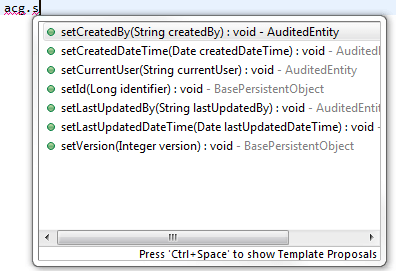 acg.s
setCreatedBy(String createdBy) : void - AuditedEntity
setCreatedDateTime(Date createdDateTime) : void - Audited
setCurrentUser(String currentUser) : void - AuditedEntity
setId(Long identifier) : void - BasePersistentObject
setLastUpdatedBy(String lastUpdatedBy) : void - AuditedEn
setLastUpdatedDateTime(Date lastUpdatedDateTime) : void -
setVersion(Integer version) : void - BasePersistentObject
Press 'Ctrl+Space' to show Template Proposals